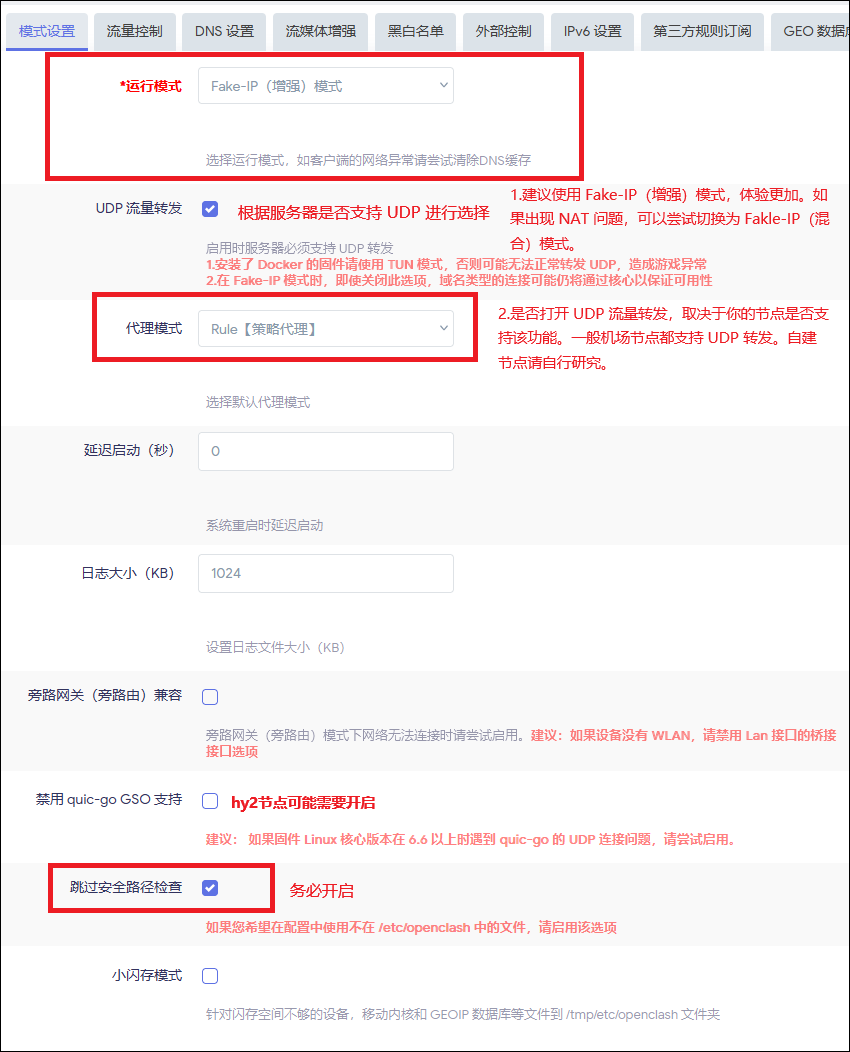 模式设置 流量控制 DNS 设置 流媒体增强 黑白名单 外部控制 IPv6 设置 第三方规则订阅 GEO 数据
*运行模式 Fake-IP（增强）模式
选择运行模式，如客户端的网络异常请尝试清除DNS缓存
UDP 流量转发 根据服务器是否支持 UDP 进行选择
启用时服务器必须支持 UDP 转发
1.安装了 Docker 的固件请使用 TUN 模式，否则可能无法正常转发 UDP，造成游戏异常
2.在 Fake-IP 模式时，即使关闭此选项，域名类型的连接可能仍将通过核心以保证可用性
1.建议使用 Fake-IP（增强）模式，体验更加。如
果出现 NAT 问题，可以尝试切换为 Fakle-IP（混
合）模式。
代理模式 Rule【策略代理】
选择默认代理模式
2.是否打开 UDP 流量转发，取决于你的节点是否支
持该功能。一般机场节点都支持 UDP 转发。自建
节点请自行研究。
延迟启动（秒） 0
系统重启时延迟启动
日志大小（KB） 1024
设置日志文件大小（KB）
旁路网关（旁路由）兼容
旁路网关（旁路由）模式下网络无法连接时请尝试启用。建议：如果设备没有 WLAN，请禁用 Lan 接口的桥接
接口选项
禁用 quic-go GSO 支持 hy2节点可能需要开启
建议： 如果固件 Linux 核心版本在 6.6 以上时遇到 quic-go 的 UDP 连接问题，请尝试启用。
跳过安全路径检查 务必开启
如果您希望在配置中使用不在 /etc/openclash 中的文件，请启用该选项
小闪存模式
针对闪存空间不够的设备，移动内核和 GEOIP 数据库等文件到 /tmp/etc/openclash 文件夹